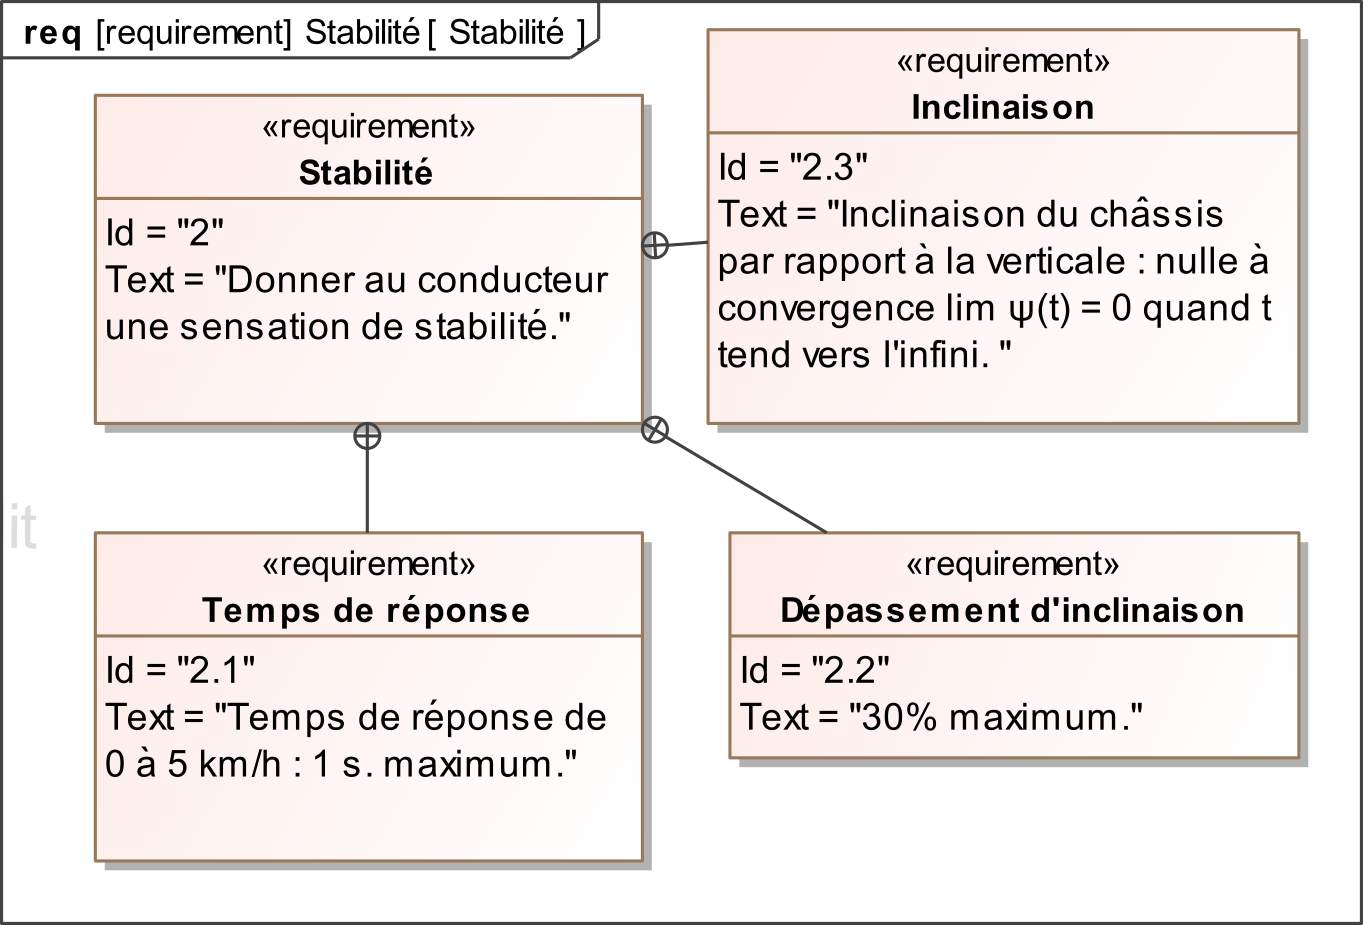 req [requirement] Stabilité [ Stabilité ]
«requirement»
Stabilité
Id = "2"
Text = "Donner au conducteur
une sensation de stabilité."
«requirement»
Inclinaison
Id = "2.3"
Text = "Inclinaison du châssis
par rapport à la verticale : nulle à
convergence lim ψ(t) = 0 quand t
tend vers l'infini. "
it
«requirement»
Temps de réponse
Id = "2.1"
Text = "Temps de réponse de
0 à 5 km/h : 1 s. maximum."
«requirement»
Dépassement d'inclinaison
Id = "2.2"
Text = "30% maximum."